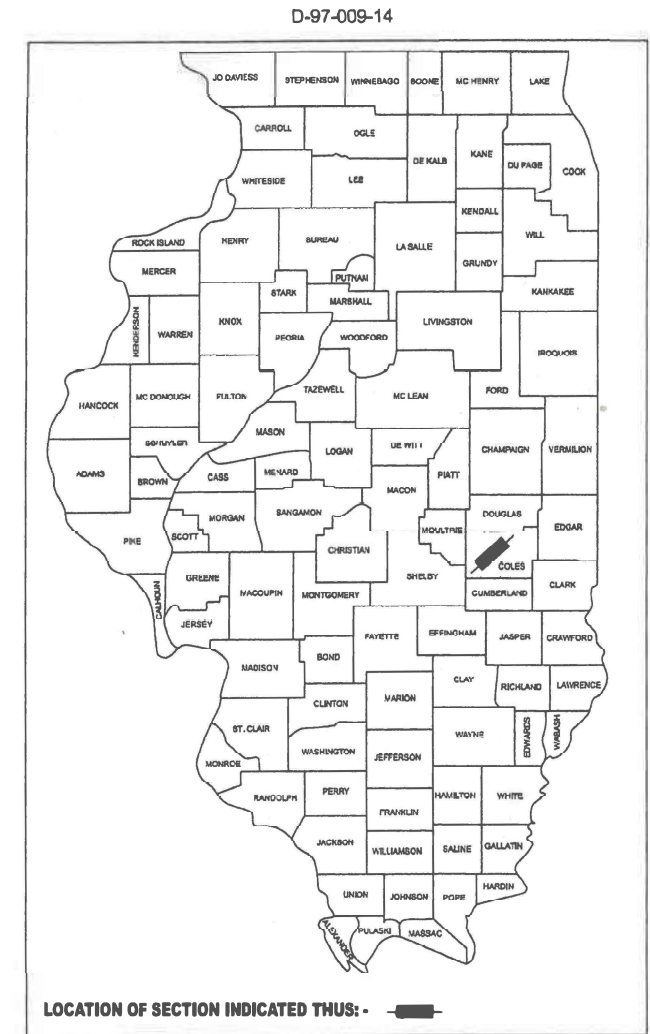 D-97-009-14
JO DAVIESS STEPHENSON WINNEBAGO BOONE MC HENRY LAKE
CARROLL OGLE DE KALB KANE DU PAGE COOK
WHITESIDE LEE
KENDALL
WILL
ROCK ISLAND HENRY BUREAU LA SALLE GRUNDY
MERCER PUTNAM
STARK MARSHALL KANKAKEE
HENDERSON WARREN KNOX PEORIA WOODFORD LIVINGSTON
IROQUOIS
HANCOCK MC DONOUGH FULTON TAZEWELL MC LEAN FORD
MASON
SCHUYLER LOGAN DE WITT CHAMPAIGN VERMILION
ADAMS BROWN CASS MENARD PIATT
MACON
MORGAN SANGAMON DOUGLAS
PIKE SCOTT CHRISTIAN MOULTRIE EDGAR
COLES
GREENE SHELBY
CALHOUN MACOUPIN MONTGOMERY CUMBERLAND CLARK
JERSEY FAYETTE EFFINGHAM JASPER CRAWFORD
MADISON BOND
CLAY RICHLAND LAWRENCE
CLINTON MARION
ST. CLAIR WAYNE EDWARDS WABASH
MONROE WASHINGTON JEFFERSON
RANDOLPH PERRY HAMILTON WHITE
FRANKLIN
JACKSON WILLIAMSON SALINE GALLATIN
UNION JOHNSON POPE HARDIN
ALEXANDER PULASKI MASSAC
LOCATION OF SECTION INDICATED THUS: -